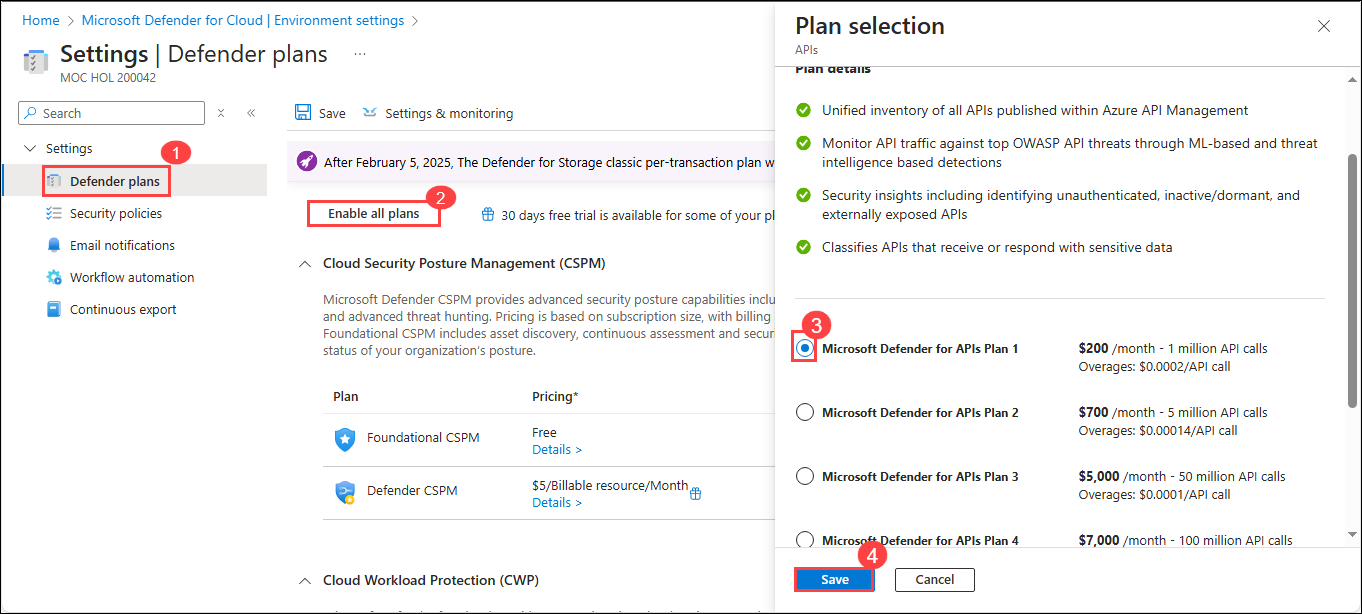 Home > Microsoft Defender for Cloud | Environment settings >
Settings | Defender plans ...
MOC HOL 200042
Search
Settings
1
Defender plans
Security policies
Email notifications
Workflow automation
Continuous export
Save Settings & monitoring
After February 5, 2025, The Defender for Storage classic per-transaction plan w
2
Enable all plans 30 days free trial is available for some of your pl
Cloud Security Posture Management (CSPM)
Microsoft Defender CSPM provides advanced security posture capabilities inclu
and advanced threat hunting. Pricing is based on subscription size, with billing
Foundational CSPM includes asset discovery, continuous assessment and secur
status of your organization's posture.
Plan Pricing*
Foundational CSPM Free
Details >
Defender CSPM $5/Billable resource/Month
Details >
Cloud Workload Protection (CWP)
Plan selection
APIs
Plan details
Unified inventory of all APIs published within Azure API Management
Monitor API traffic against top OWASP API threats through ML-based and threat
intelligence based detections
Security insights including identifying unauthenticated, inactive/dormant, and
externally exposed APIs
Classifies APIs that receive or respond with sensitive data
3
Microsoft Defender for APIs Plan 1 $200 /month - 1 million API calls
Overages: $0.0002/API call
Microsoft Defender for APIs Plan 2 $700 /month - 5 million API calls
Overages: $0.00014/API call
Microsoft Defender for APIs Plan 3 $5,000 /month - 50 million API calls
Overages: $0.0001/API call
Microsoft Defender for APIs Plan 4 $7,000 /month - 100 million API calls
4
Save Cancel